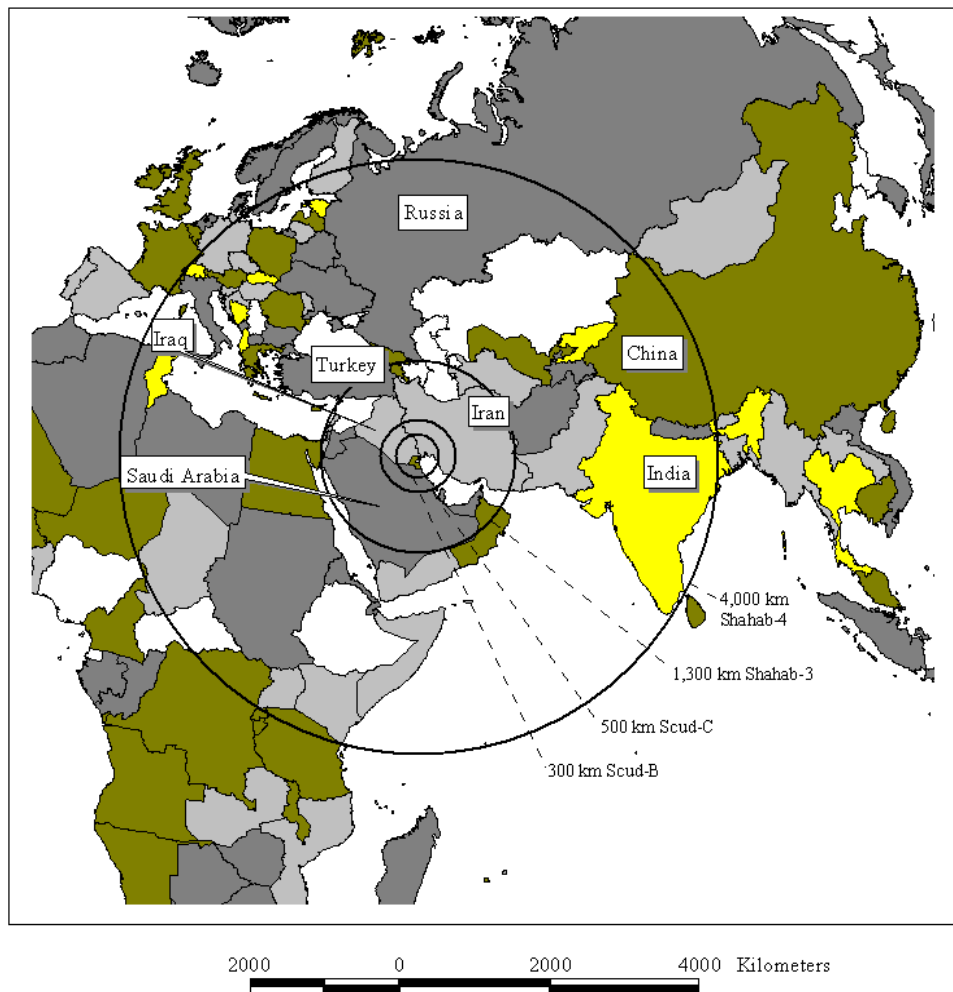 Russia
Iraq
Turkey
China
Iran
Saudi Arabia
India
4,000 km
Shahab-4
1,300 km Shahab-3
500 km Scud-C
300 km Scud-B
2000 0 2000 4000 Kilometers